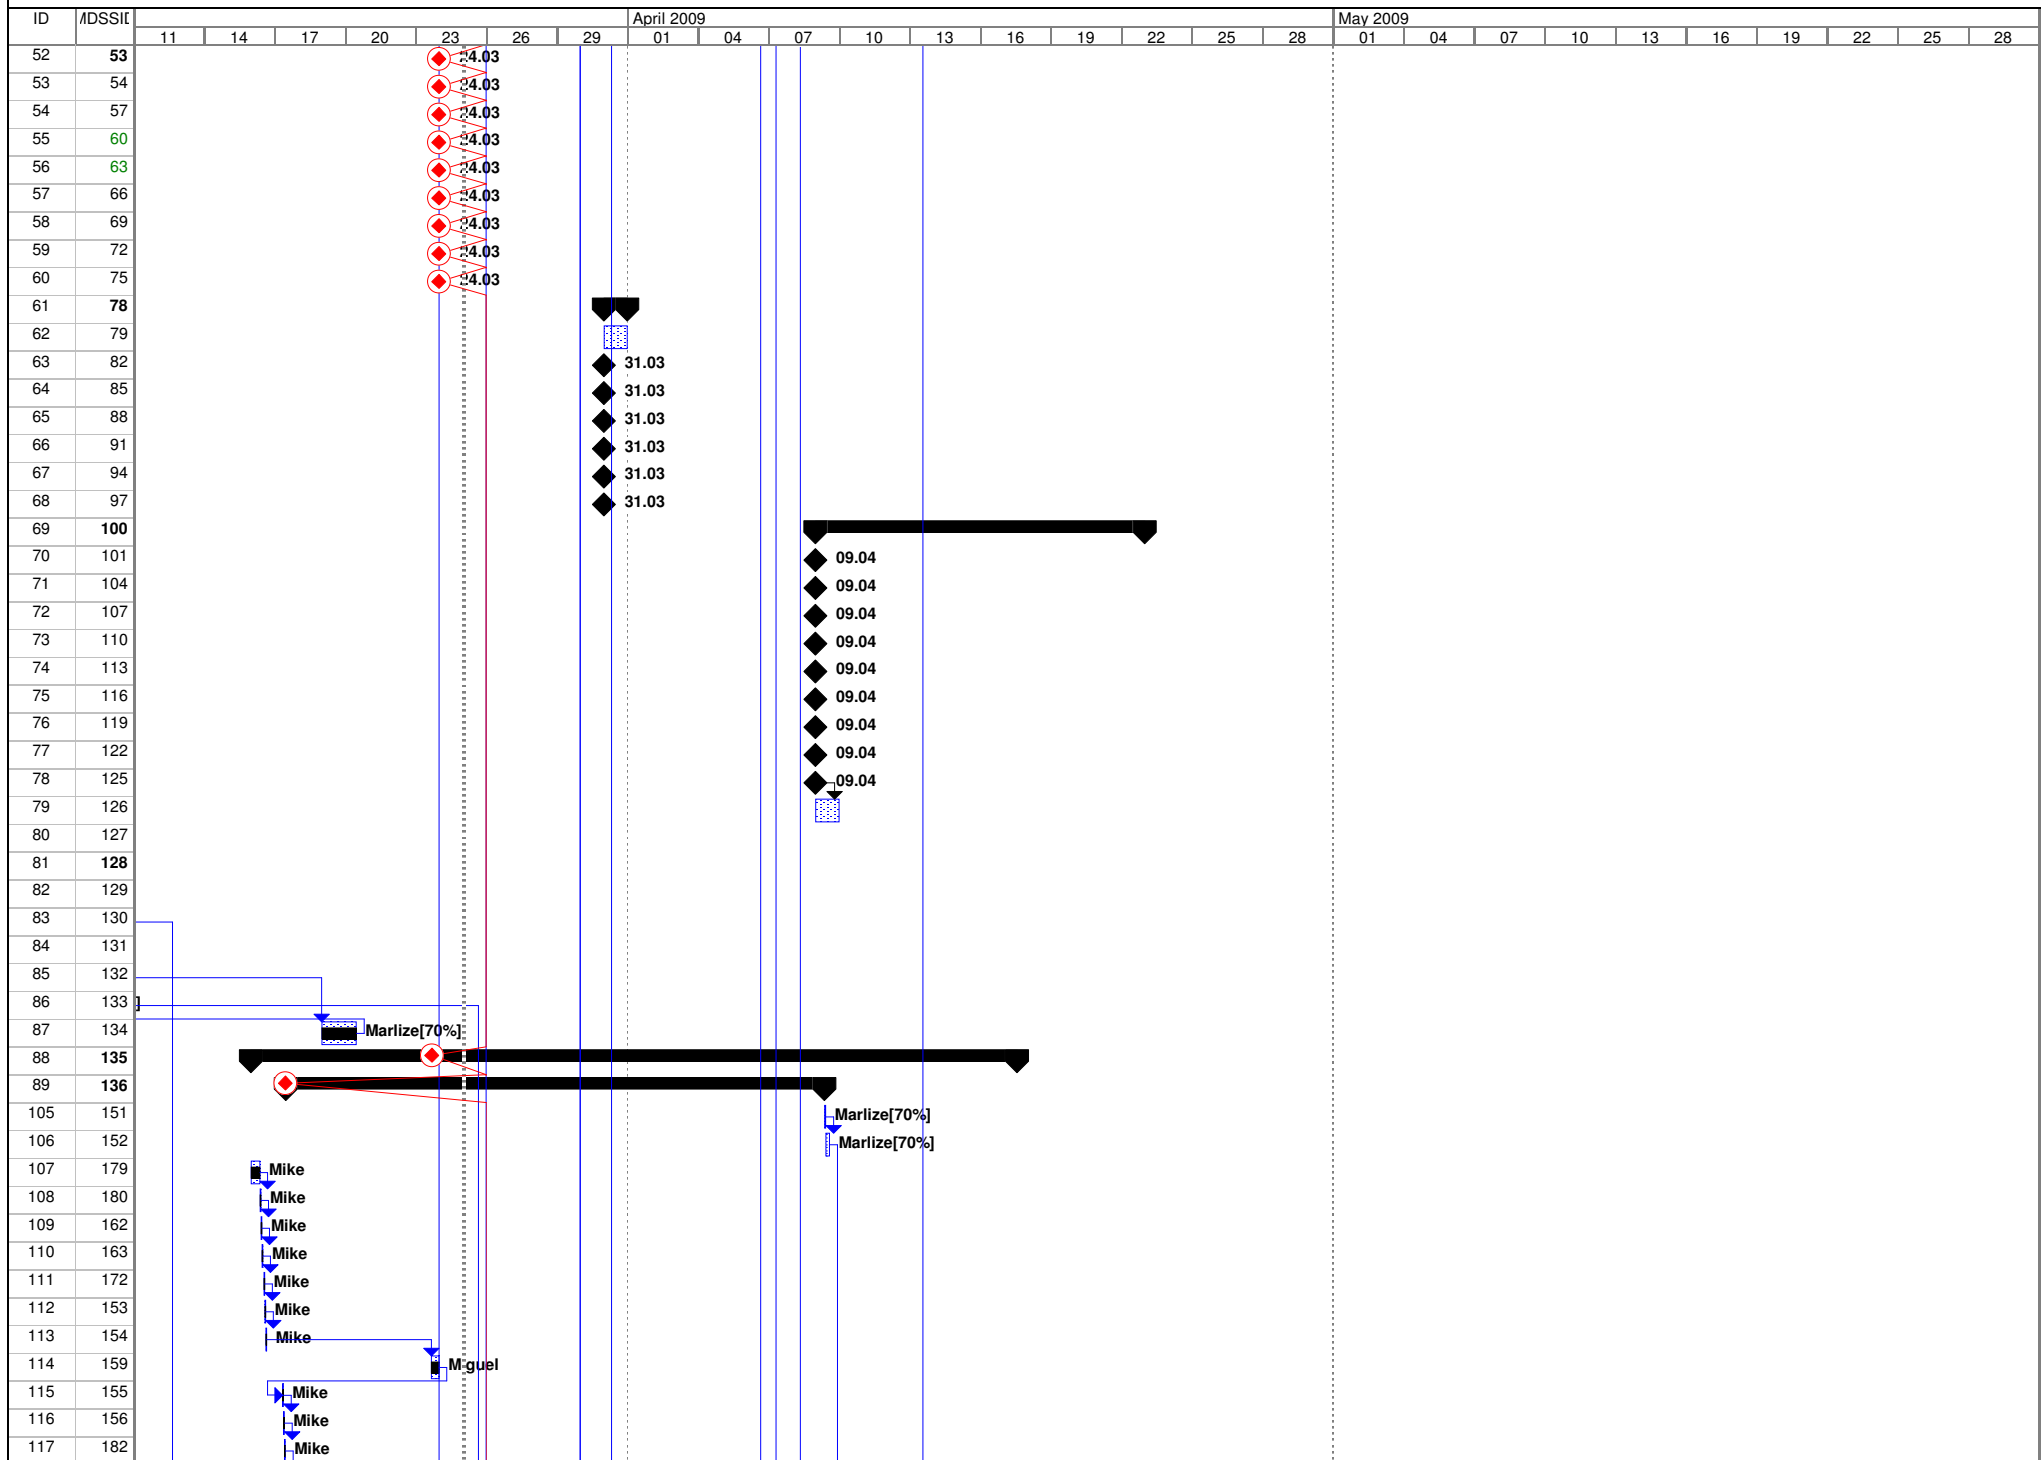 ID April 2009 May 2009
11 14 17 20 23 26 29 01 04 07 10 13 16 19 22 25 28 01 04 07 10 13 16 19 22 25 28
52 53 24.03
53 54 24.03
54 57 24.03
55 60 24.03
56 63 24.03
57 66 24.03
58 69 24.03
59 72 24.03
60 75 24.03
61 78
62 79
63 82 31.03
64 85 31.03
65 88 31.03
66 91 31.03
67 94 31.03
68 97 31.03
69 100
70 101 09.04
71 104 09.04
72 107 09.04
73 110 09.04
74 113 09.04
75 116 09.04
76 119 09.04
77 122 09.04
78 125 09.04
79 126
80 127
81 128
82 129
83 130
84 131
85 132
86 133 ]
87 134 Marlize[70%]
88 135
89 136
105 151 Marlize[70%]
106 152 Marlize[70%]
107 179 Mike
108 180 Mike
109 162 Mike
110 163 Mike
111 172 Mike
112 153 Mike
113 154 Mike
114 159 Miguel
115 155 Mike
116 156 Mike
117 182 Mike